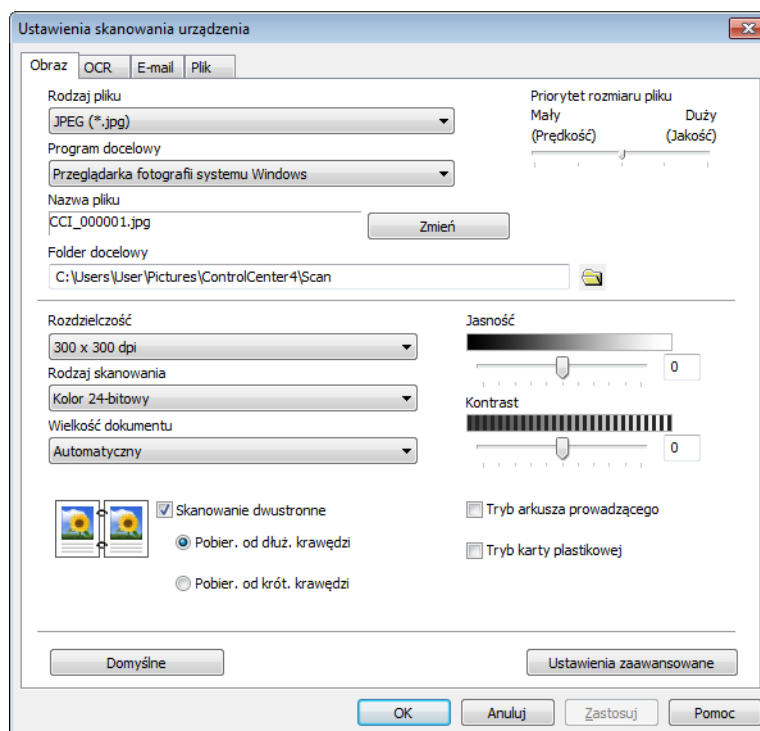 Ustawienia skanowania urządzenia
Obraz OCR E-mail Plik
Rodzaj pliku
JPEG (*.jpg)
Program docelowy
Przeglądarka fotografii systemu Windows
Nazwa pliku
CCI_000001.jpg
Zmień
Folder docelowy
C:\Users\User\Pictures\ControlCenter4\Scan
Priorytet rozmiaru pliku
Mały Duży
(Prędkość) (Jakość)
Rozdzielczość
300 x 300 dpi
Rodzaj skanowania
Kolor 24-bitowy
Wielkość dokumentu
Automatyczny
Jasność
0
Kontrast
0
Skanowanie dwustronne
Pobier. od dłuż. krawędzi
Pobier. od krót. krawędzi
Tryb arkusza prowadzącego
Tryb karty plastikowej
Domyślne
Ustawienia zaawansowane
OK Anuluj Zastosuj Pomoc